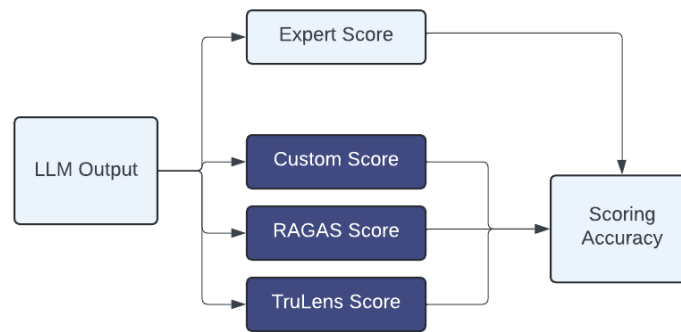 Expert Score
LLM Output
Custom Score
RAGAS Score
TruLens Score
Scoring
Accuracy